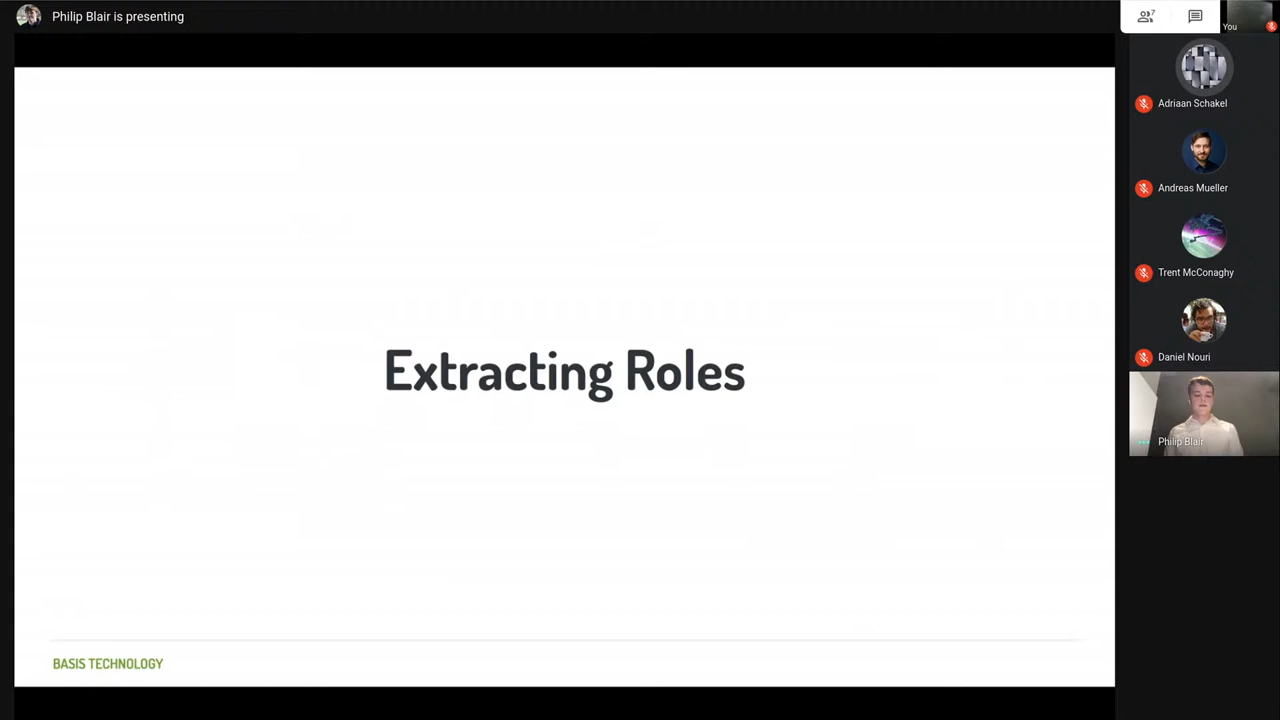 Philip Blair is presenting
7
You
Adriaan Schakel
Andreas Mueller
Trent McConaghy
Daniel Nouri
Philip Blair
Extracting Roles
BASIS TECHNOLOGY